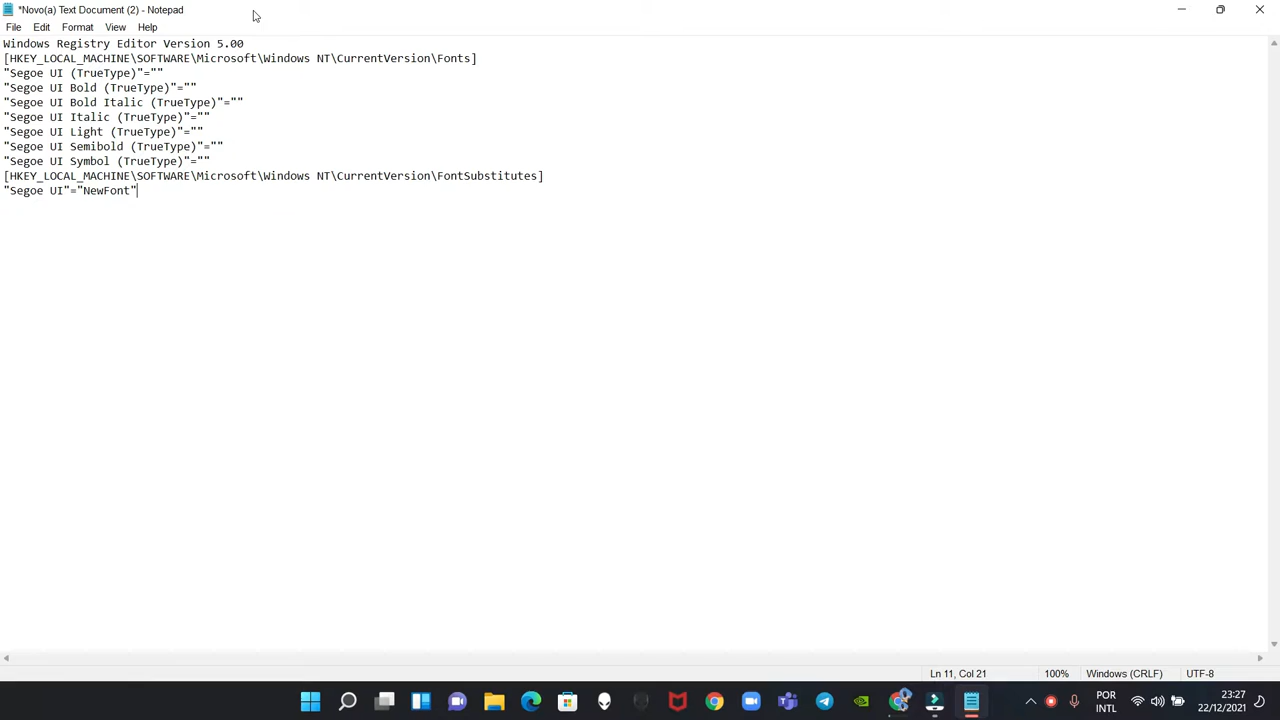 *Novo(a) Text Document (2) - Notepad
File Edit Format View Help
Windows Registry Editor Version 5.00
[HKEY_LOCAL_MACHINE\SOFTWARE\Microsoft\Windows NT\CurrentVersion\Fonts]
"Segoe UI (TrueType)"=""
"Segoe UI Bold (TrueType)"=""
"Segoe UI Bold Italic (TrueType)"=""
"Segoe UI Italic (TrueType)"=""
"Segoe UI Light (TrueType)"=""
"Segoe UI Semibold (TrueType)"=""
"Segoe UI Symbol (TrueType)"=""
[HKEY_LOCAL_MACHINE\SOFTWARE\Microsoft\Windows NT\CurrentVersion\FontSubstitutes]
"Segoe UI"="NewFont"
Ln 11, Col 21 100% Windows (CRLF) UTF-8
POR 23:27
INTL 22/12/2021